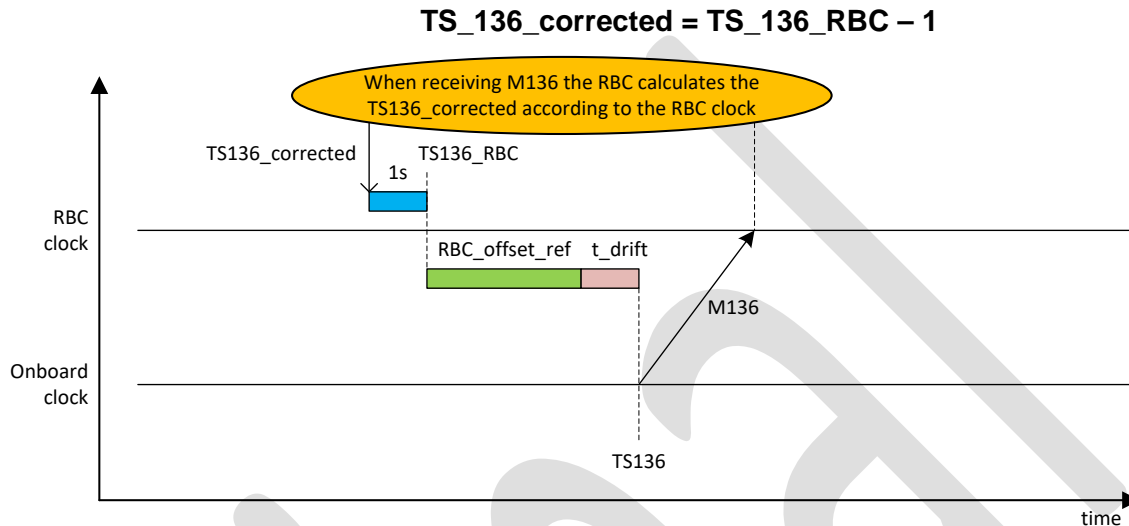 TS_136_corrected = TS_136_RBC – 1
When receiving M136 the RBC calculates the
TS136_corrected according to the RBC clock
TS136_corrected
TS136_RBC
1s
RBC
clock
RBC_offset_ref
t_drift
M136
Onboard
clock
TS136
time